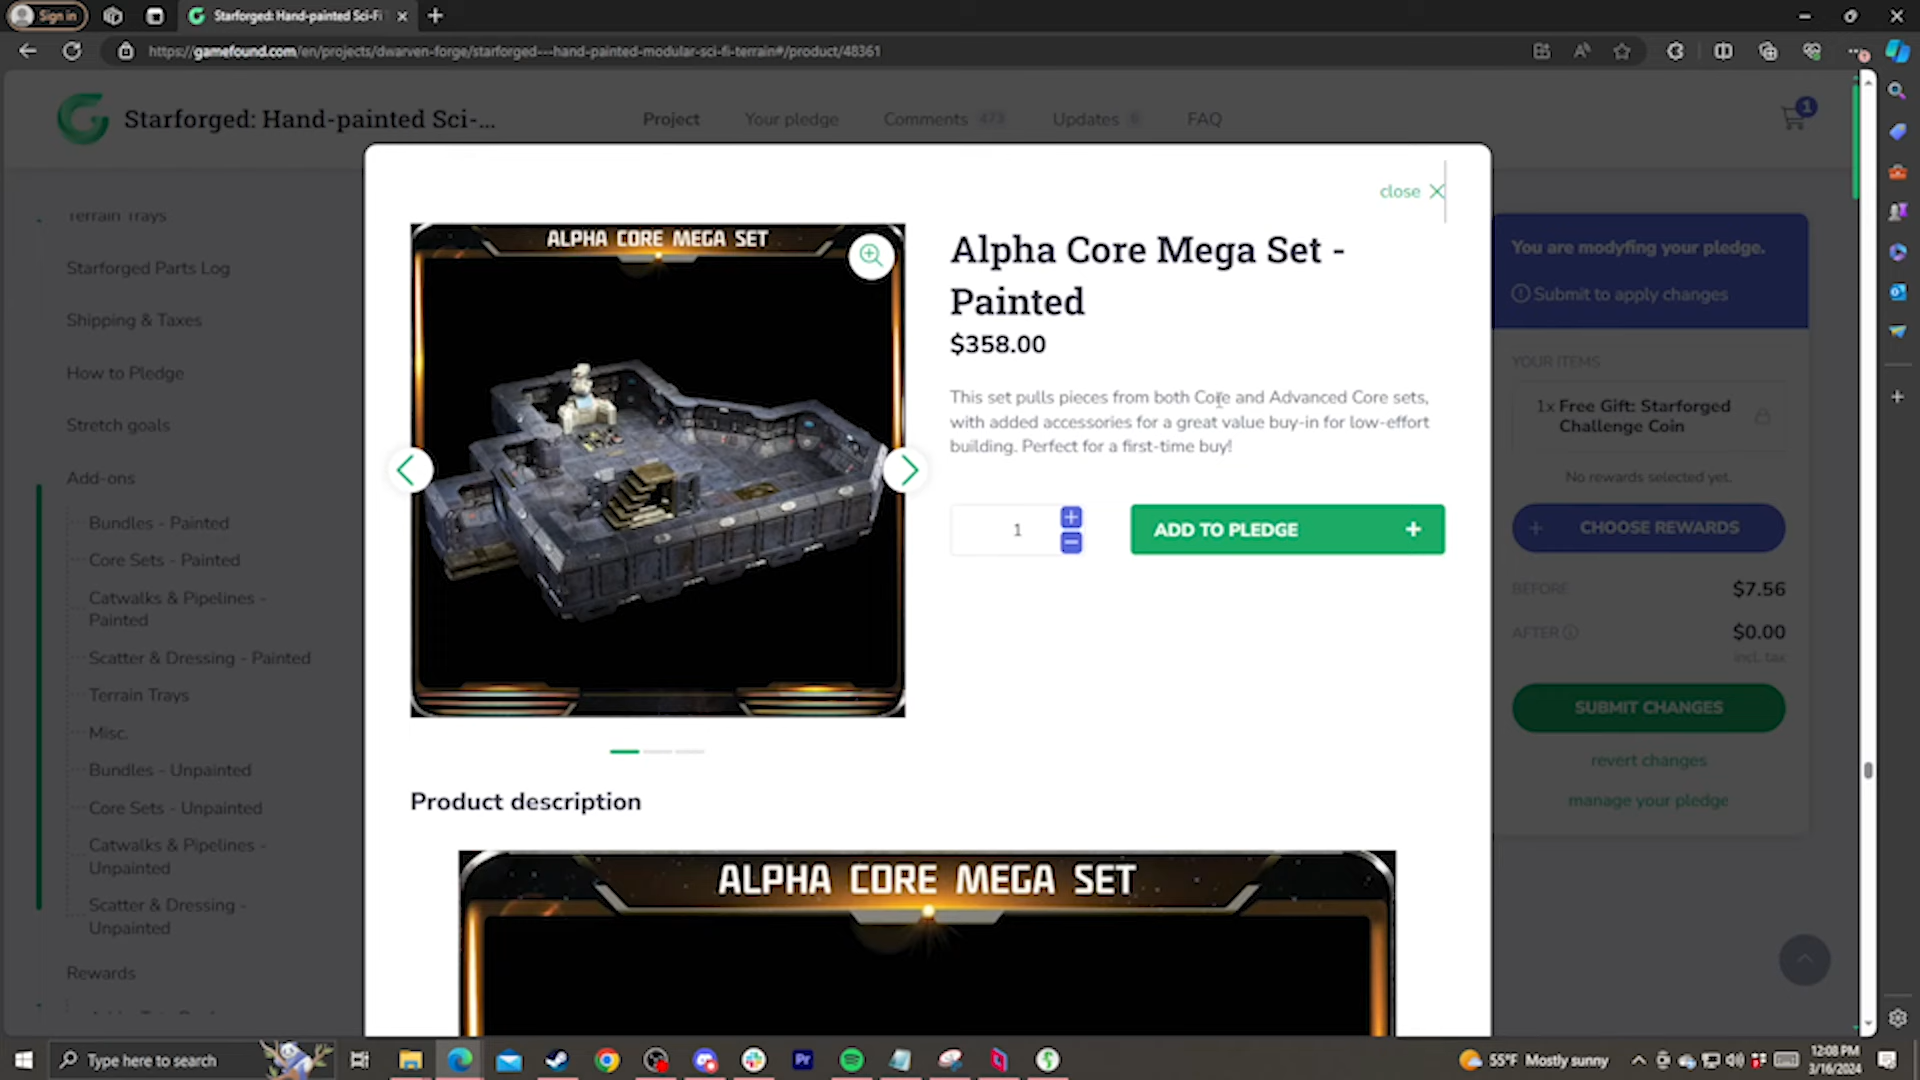 Sign in
Starforged: Hand-painted Sci-Fi
https://gamefound.com/en/projects/dwarven-forge/starforged---hand-painted-modular-sci-fi-terrain#/product/48361
Starforged: Hand-painted Sci-...
Project
Your pledge
Comments 473
Updates 6
FAQ
1
Terrain Trays
Starforged Parts Log
Shipping & Taxes
How to Pledge
Stretch goals
Add-ons
Bundles - Painted
Core Sets - Painted
Catwalks & Pipelines -
Painted
Scatter & Dressing - Painted
Terrain Trays
Misc.
Bundles - Unpainted
Core Sets - Unpainted
Catwalks & Pipelines -
Unpainted
Scatter & Dressing -
Unpainted
Rewards
close
ALPHA CORE MEGA SET
Alpha Core Mega Set -
Painted
$358.00
This set pulls pieces from both Core and Advanced Core sets,
with added accessories for a great value buy-in for low-effort
building. Perfect for a first-time buy!
1
ADD TO PLEDGE +
Product description
ALPHA CORE MEGA SET
You are modyfing your pledge.
Submit to apply changes
YOUR ITEMS
1x Free Gift: Starforged
Challenge Coin
No rewards selected yet.
+ CHOOSE REWARDS
BEFORE $7.56
AFTER $0.00
incl. tax
SUBMIT CHANGES
revert changes
manage your pledge
Type here to search
55°F Mostly sunny
12:08 PM
3/16/2024